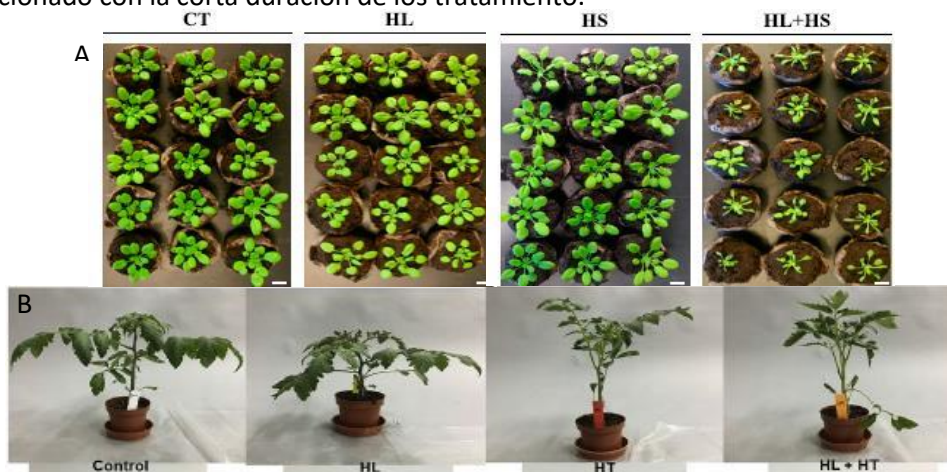 cionado con la corta duración de los tratamiento.
CT HL HS HL+HS
A
B
Control HL HT HL + HT